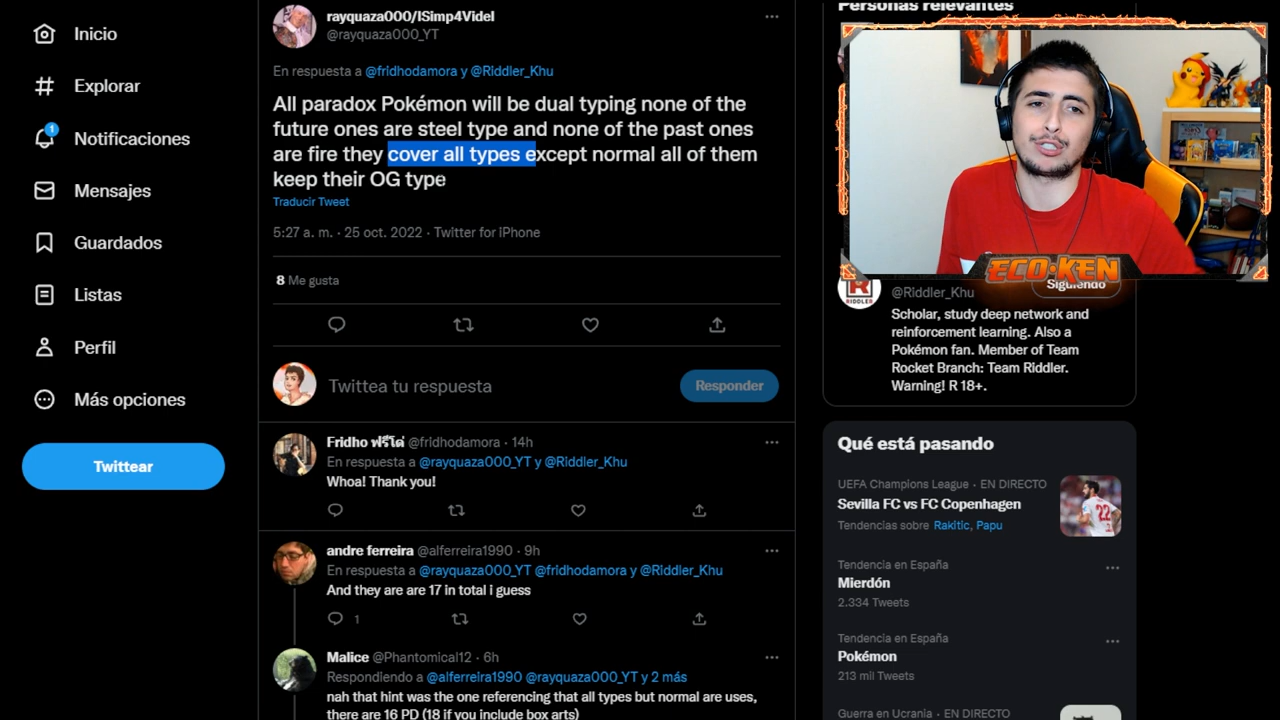 Inicio
Explorar
1
Notificaciones
Mensajes
Guardados
Listas
Perfil
Más opciones
Twittear
rayquaza000/ISimp4Videl
@rayquaza000_YT
En respuesta a @fridhodamora y @Riddler_Khu
All paradox Pokémon will be dual typing none of the
future ones are steel type and none of the past ones
are fire they cover all types except normal all of them
keep their OG type
Traducir Tweet
5:27 a. m. · 25 oct. 2022 · Twitter for iPhone
8 Me gusta
Twittea tu respuesta
Responder
Fridho ฟรีโด่ @fridhodamora · 14h
En respuesta a @rayquaza000_YT y @Riddler_Khu
Whoa! Thank you!
andre ferreira @alferreira1990 · 9h
En respuesta a @rayquaza000_YT @fridhodamora y @Riddler_Khu
And they are are 17 in total i guess
1
Malice @Phantomical12 · 6h
Respondiendo a @alferreira1990 @rayquaza000_YT y 2 más
nah that hint was the one referencing that all types but normal are uses,
there are 16 PD (18 if you include box arts)
Personas relevantes
ECO·KEN
RIDDLER
@Riddler_Khu
Siguiendo
Scholar, study deep network and
reinforcement learning. Also a
Pokémon fan. Member of Team
Rocket Branch: Team Riddler.
Warning! R 18+.
Qué está pasando
UEFA Champions League · EN DIRECTO
Sevilla FC vs FC Copenhagen
Tendencias sobre Rakitic, Papu
22
Tendencia en España
Mierdón
2.334 Tweets
Tendencia en España
Pokémon
213 mil Tweets
Guerra en Ucrania · EN DIRECTO